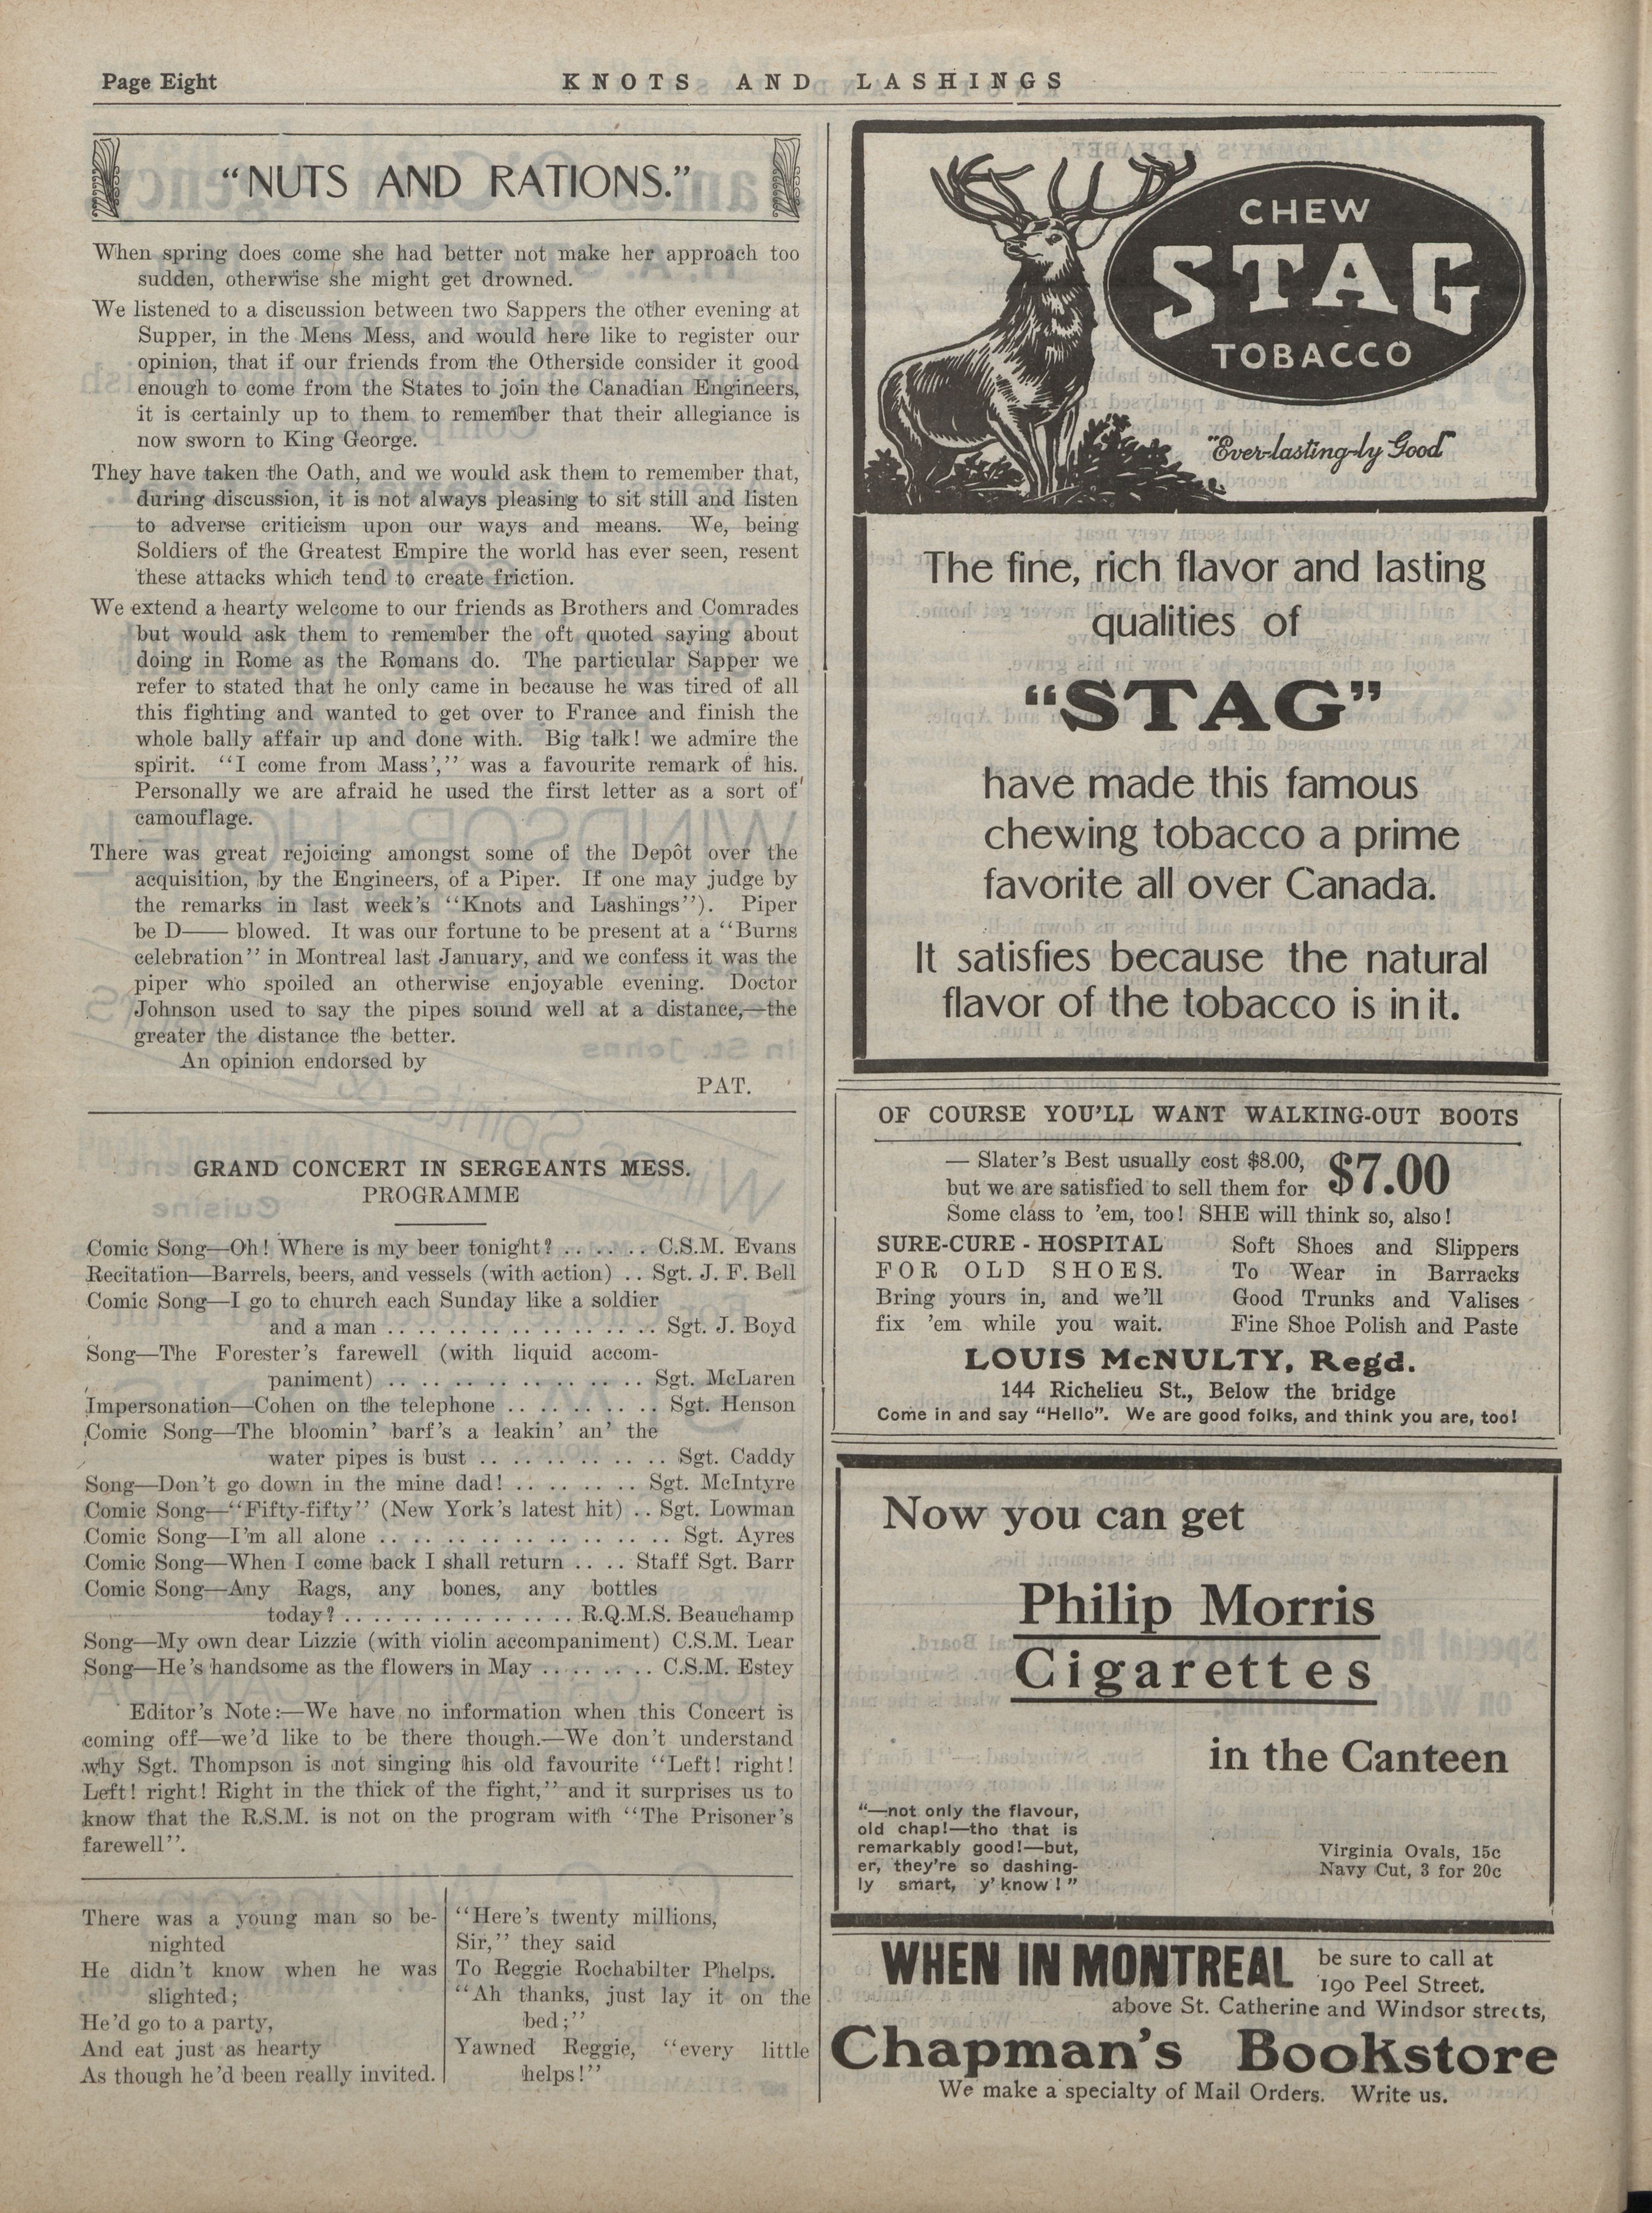 Page Eight
KNOTS AND LASHINGS
"NUTS AND RATIONS."
When spring does come she had better not make her approach too
sudden, otherwise she might get drowned.
We listened to a discussion between two Sappers the other evening at
Supper, in the Mens Mess, and would here like to register our
opinion, that if our friends from the Otherside consider it good
enough to come from the States to join the Canadian Engineers,
it is certainly up to them to remember that their allegiance is
now sworn to King George.
They have taken the Oath, and we would ask them to remember that,
during discussion, it is not always pleasing to sit still and listen
to adverse criticism upon our ways and means. We, being
Soldiers of the Greatest Empire the world has ever seen, resent
these attacks which tend to create friction.
We extend a hearty welcome to our friends as Brothers and Comrades
but would ask them to remember the oft quoted saying about
doing in Rome as the Romans do. The particular Sapper we
refer to stated that he only came in because he was tired of all
this fighting and wanted to get over to France and finish the
whole bally affair up and done with. Big talk! we admire the
spirit. "I come from Mass'," was a favourite remark of his.
Personally we are afraid he used the first letter as a sort of
camouflage.
There was great rejoicing amongst some of the Depôt over the
acquisition, by the Engineers, of a Piper. If one may judge by
the remarks in last week's "Knots and Lashings"). Piper
be D—— blowed. It was our fortune to be present at a "Burns
celebration" in Montreal last January, and we confess it was the
piper who spoiled an otherwise enjoyable evening. Doctor
Johnson used to say the pipes sound well at a distance,—the
greater the distance the better.
An opinion endorsed by
PAT.
GRAND CONCERT IN SERGEANTS MESS.
PROGRAMME
Comic Song—Oh! Where is my beer tonight? .. .. .. C.S.M. Evans
Recitation—Barrels, beers, and vessels (with action) .. Sgt. J. F. Bell
Comic Song—I go to church each Sunday like a soldier
and a man .. .. .. .. .. .. .. .. .. .. Sgt. J. Boyd
Song—The Forester's farewell (with liquid accom-
paniment) .. .. .. .. .. .. .. .. .. Sgt. McLaren
Impersonation—Cohen on the telephone .. .. .. .. .. Sgt. Henson
Comic Song—The bloomin' barf's a leakin' an' the
water pipes is bust .. .. .. .. .. .. .. Sgt. Caddy
Song—Don't go down in the mine dad! .. .. .. .. Sgt. McIntyre
Comic Song—"Fifty-fifty" (New York's latest hit) .. Sgt. Lowman
Comic Song—I'm all alone .. .. .. .. .. .. .. .. .. .. Sgt. Ayres
Comic Song—When I come back I shall return .. .. Staff Sgt. Barr
Comic Song—Any Rags, any bones, any bottles
today? .. .. .. .. .. .. .. .. R.Q.M.S. Beauchamp
Song—My own dear Lizzie (with violin accompaniment) C.S.M. Lear
Song—He's handsome as the flowers in May .. .. .. .. C.S.M. Estey
Editor's Note:—We have no information when this Concert is
coming off—we'd like to be there though.—We don't understand
why Sgt. Thompson is not singing his old favourite "Left! right!
Left! right! Right in the thick of the fight," and it surprises us to
know that the R.S.M. is not on the program with "The Prisoner's
farewell".
There was a young man so be-
nighted
He didn't know when he was
slighted;
He'd go to a party,
And eat just as hearty
As though he'd been really invited.
"Here's twenty millions,
Sir," they said
To Reggie Rochabilter Phelps.
"Ah thanks, just lay it on the
bed;"
Yawned Reggie, "every little
helps!"
CHEW
STAG
TOBACCO
"Ever-lasting-ly Good"
The fine, rich flavor and lasting
qualities of
"STAG"
have made this famous
chewing tobacco a prime
favorite all over Canada.
It satisfies because the natural
flavor of the tobacco is in it.
OF COURSE YOU'LL WANT WALKING-OUT BOOTS
— Slater's Best usually cost $8.00,
but we are satisfied to sell them for $7.00
Some class to 'em, too! SHE will think so, also!
SURE-CURE - HOSPITAL
FOR OLD SHOES.
Bring yours in, and we'll
fix 'em while you wait.
Soft Shoes and Slippers
To Wear in Barracks
Good Trunks and Valises
Fine Shoe Polish and Paste
LOUIS McNULTY, Regd.
144 Richelieu St., Below the bridge
Come in and say "Hello". We are good folks, and think you are, too!
Now you can get
Philip Morris
Cigarettes
in the Canteen
"—not only the flavour,
old chap!—tho that is
remarkably good!—but,
er, they're so dashing-
ly smart, y'know!"
Virginia Ovals, 15c
Navy Cut, 3 for 20c
WHEN IN MONTREAL be sure to call at
190 Peel Street.
above St. Catherine and Windsor streets,
Chapman's Bookstore
We make a specialty of Mail Orders. Write us.